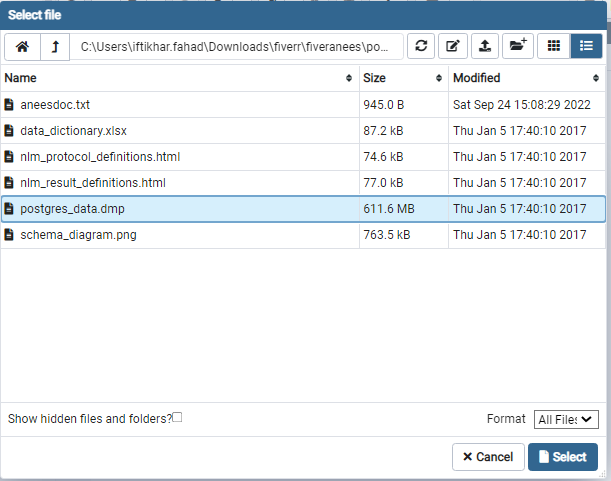 Select file
C:\Users\iftikhar.fahad\Downloads\fiverr\fiveranees\po...
Name Size Modified
aneesdoc.txt 945.0 B Sat Sep 24 15:08:29 2022
data_dictionary.xlsx 87.2 kB Thu Jan 5 17:40:10 2017
nlm_protocol_definitions.html 74.6 kB Thu Jan 5 17:40:10 2017
nlm_result_definitions.html 77.0 kB Thu Jan 5 17:40:10 2017
postgres_data.dmp 611.6 MB Thu Jan 5 17:40:10 2017
schema_diagram.png 763.5 kB Thu Jan 5 17:40:10 2017
Show hidden files and folders? Format All Files
Cancel Select